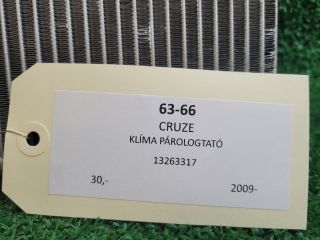 63-66
CRUZE
KLÍMA PÁROLOGTATÓ
13263317
30,- 2009-